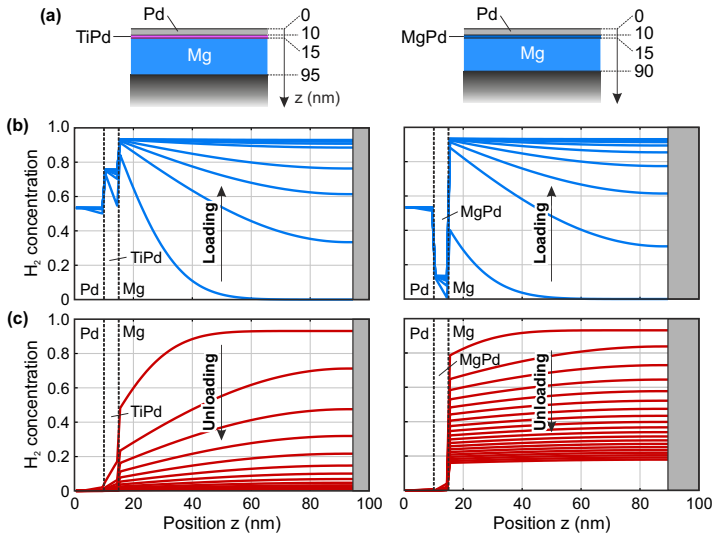 (a)
Pd
TiPd
Mg
0
10
15
95
z (nm)
Pd
MgPd
Mg
0
10
15
90
(b)
H₂ concentration
1.0
0.8
0.6
0.4
0.2
0
Pd
TiPd
Mg
Loading
Pd
MgPd
Mg
Loading
(c)
H₂ concentration
1.0
0.8
0.6
0.4
0.2
0
Pd
Mg
TiPd
Unloading
0 20 40 60 80 100
Position z (nm)
Pd
Mg
MgPd
Unloading
0 20 40 60 80 100
Position z (nm)